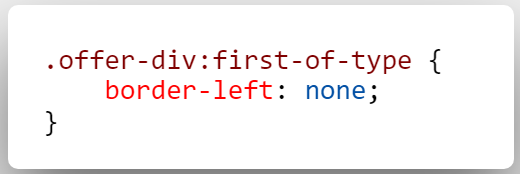 .offer-div:first-of-type {
    border-left: none;
}